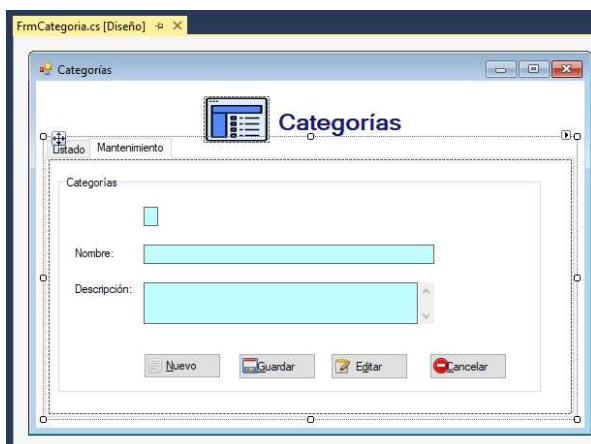 FrmCategoria.cs [Diseño]
Categorías
Categorías
Listado Mantenimiento
Categorías
Nombre:
Descripción:
Nuevo Guardar Editar Cancelar